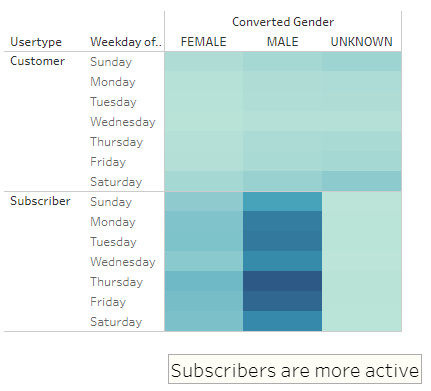 Converted Gender
Usertype Weekday of.. FEMALE MALE UNKNOWN
Customer Sunday
Monday
Tuesday
Wednesday
Thursday
Friday
Saturday
Subscriber Sunday
Monday
Tuesday
Wednesday
Thursday
Friday
Saturday
Subscribers are more active